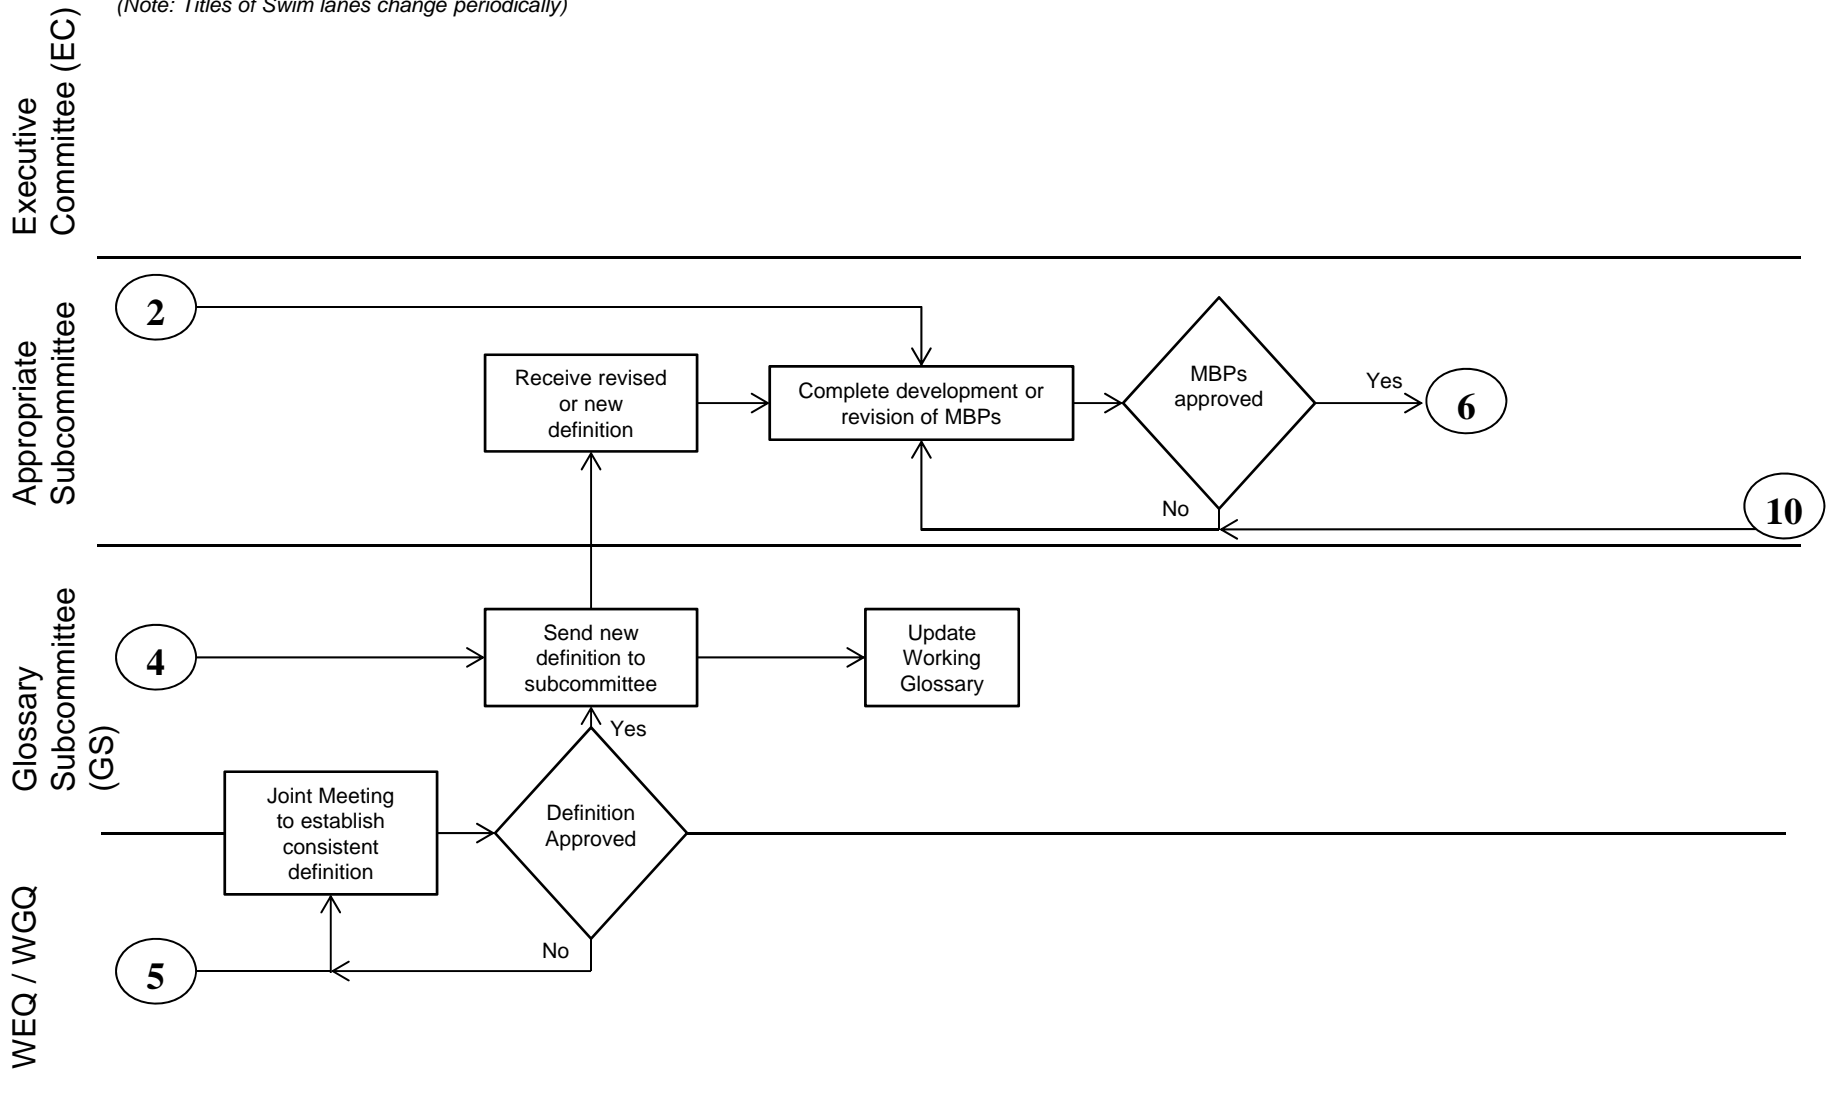 (Note: Titles of Swim lanes change periodically)
Executive
Committee (EC)
Appropriate
Subcommittee
2
Receive revised
or new
definition
Complete development or
revision of MBPs
MBPs
approved
Yes
6
No
10
Glossary
Subcommittee
(GS)
4
Send new
definition to
subcommittee
Update
Working
Glossary
Yes
Joint Meeting
to establish
consistent
definition
Definition
Approved
WEQ / WGQ
5
No